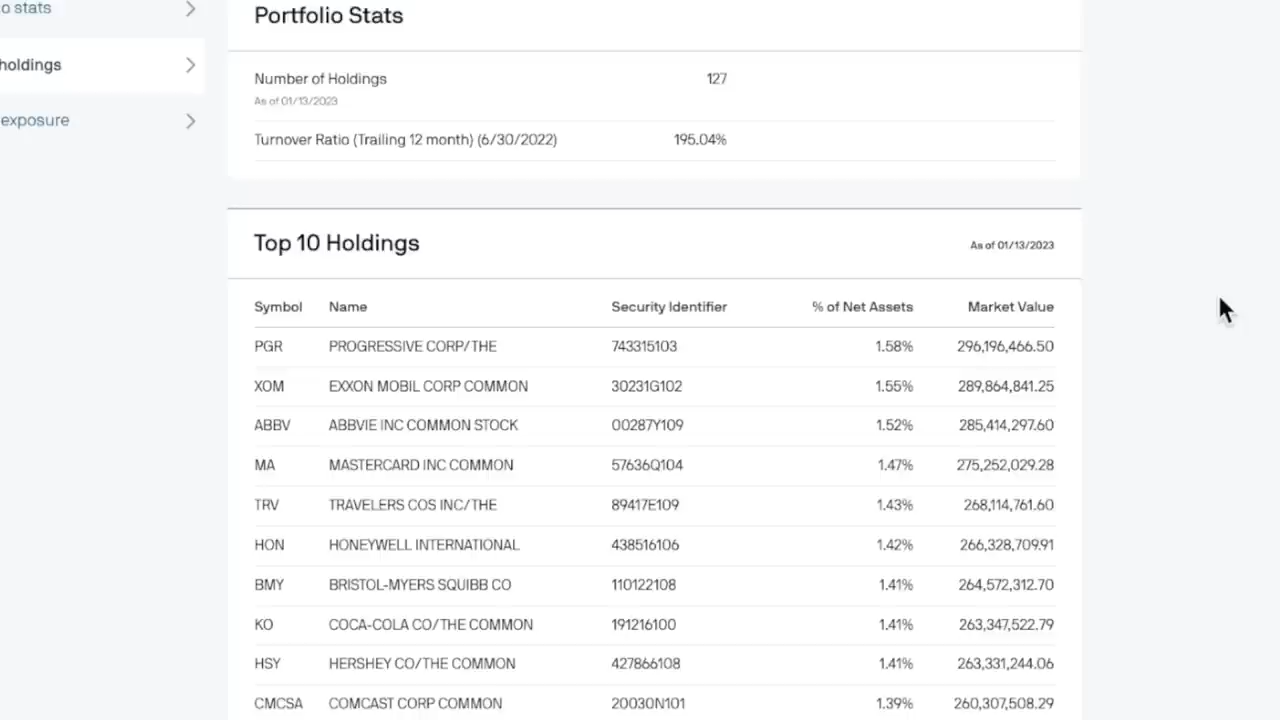 o stats
holdings
exposure
Portfolio Stats
Number of Holdings 127
As of 01/13/2023
Turnover Ratio (Trailing 12 month) (6/30/2022) 195.04%
Top 10 Holdings As of 01/13/2023
Symbol Name Security Identifier % of Net Assets Market Value
PGR PROGRESSIVE CORP/THE 743315103 1.58% 296,196,466.50
XOM EXXON MOBIL CORP COMMON 30231G102 1.55% 289,864,841.25
ABBV ABBVIE INC COMMON STOCK 00287Y109 1.52% 285,414,297.60
MA MASTERCARD INC COMMON 57636Q104 1.47% 275,252,029.28
TRV TRAVELERS COS INC/THE 89417E109 1.43% 268,114,761.60
HON HONEYWELL INTERNATIONAL 438516106 1.42% 266,328,709.91
BMY BRISTOL-MYERS SQUIBB CO 110122108 1.41% 264,572,312.70
KO COCA-COLA CO/THE COMMON 191216100 1.41% 263,347,522.79
HSY HERSHEY CO/THE COMMON 427866108 1.41% 263,331,244.06
CMCSA COMCAST CORP COMMON 20030N101 1.39% 260,307,508.29